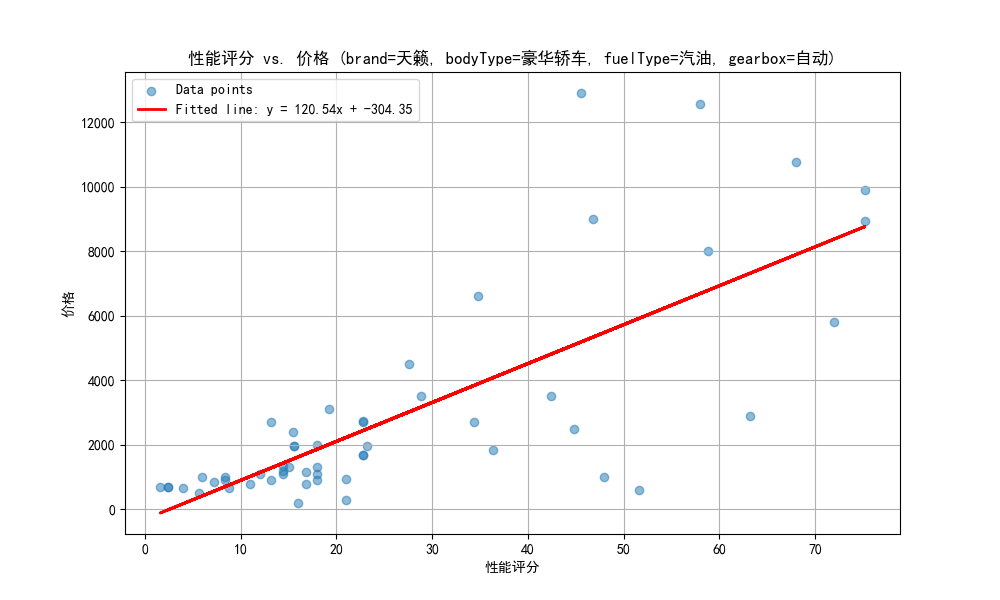 性能评分 vs. 价格 (brand=天籁, bodyType=豪华轿车, fuelType=汽油, gearbox=自动)
Data points
Fitted line: y = 120.54x + -304.35
12000
10000
8000
6000
4000
2000
0
价格
0 10 20 30 40 50 60 70
性能评分